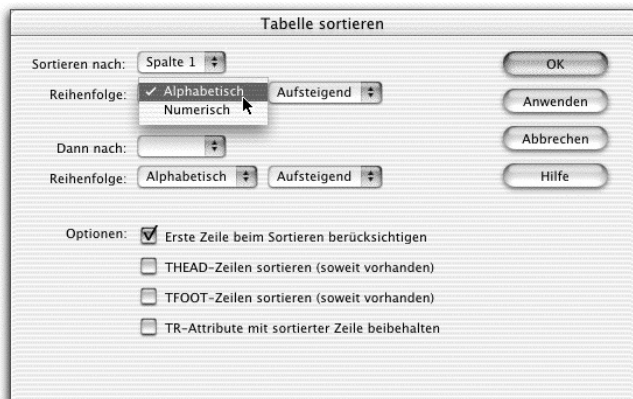 Tabelle sortieren
Sortieren nach: Spalte 1 OK
Reihenfolge: ✓ Alphabetisch Aufsteigend Anwenden
Numerisch
Dann nach: Abbrechen
Reihenfolge: Alphabetisch Aufsteigend Hilfe
Optionen: Erste Zeile beim Sortieren berücksichtigen
THEAD-Zeilen sortieren (soweit vorhanden)
TFOOT-Zeilen sortieren (soweit vorhanden)
TR-Attribute mit sortierter Zeile beibehalten